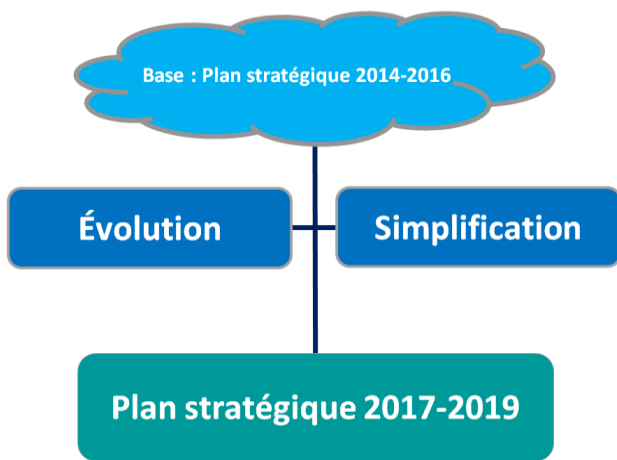 Base : Plan stratégique 2014-2016
Évolution
Simplification
Plan stratégique 2017-2019